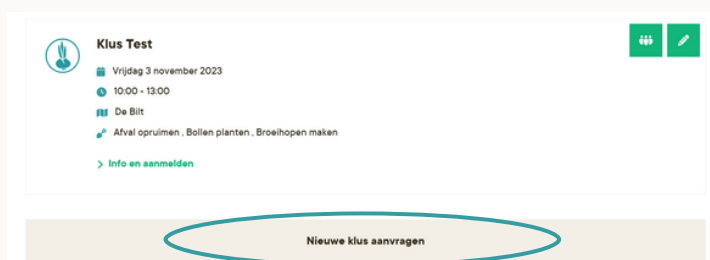 Klus Test
Vrijdag 3 november 2023
10:00 - 13:00
De Bilt
Afval opruimen , Bollen planten , Broeihopen maken
> Info en aanmelden
Nieuwe klus aanvragen